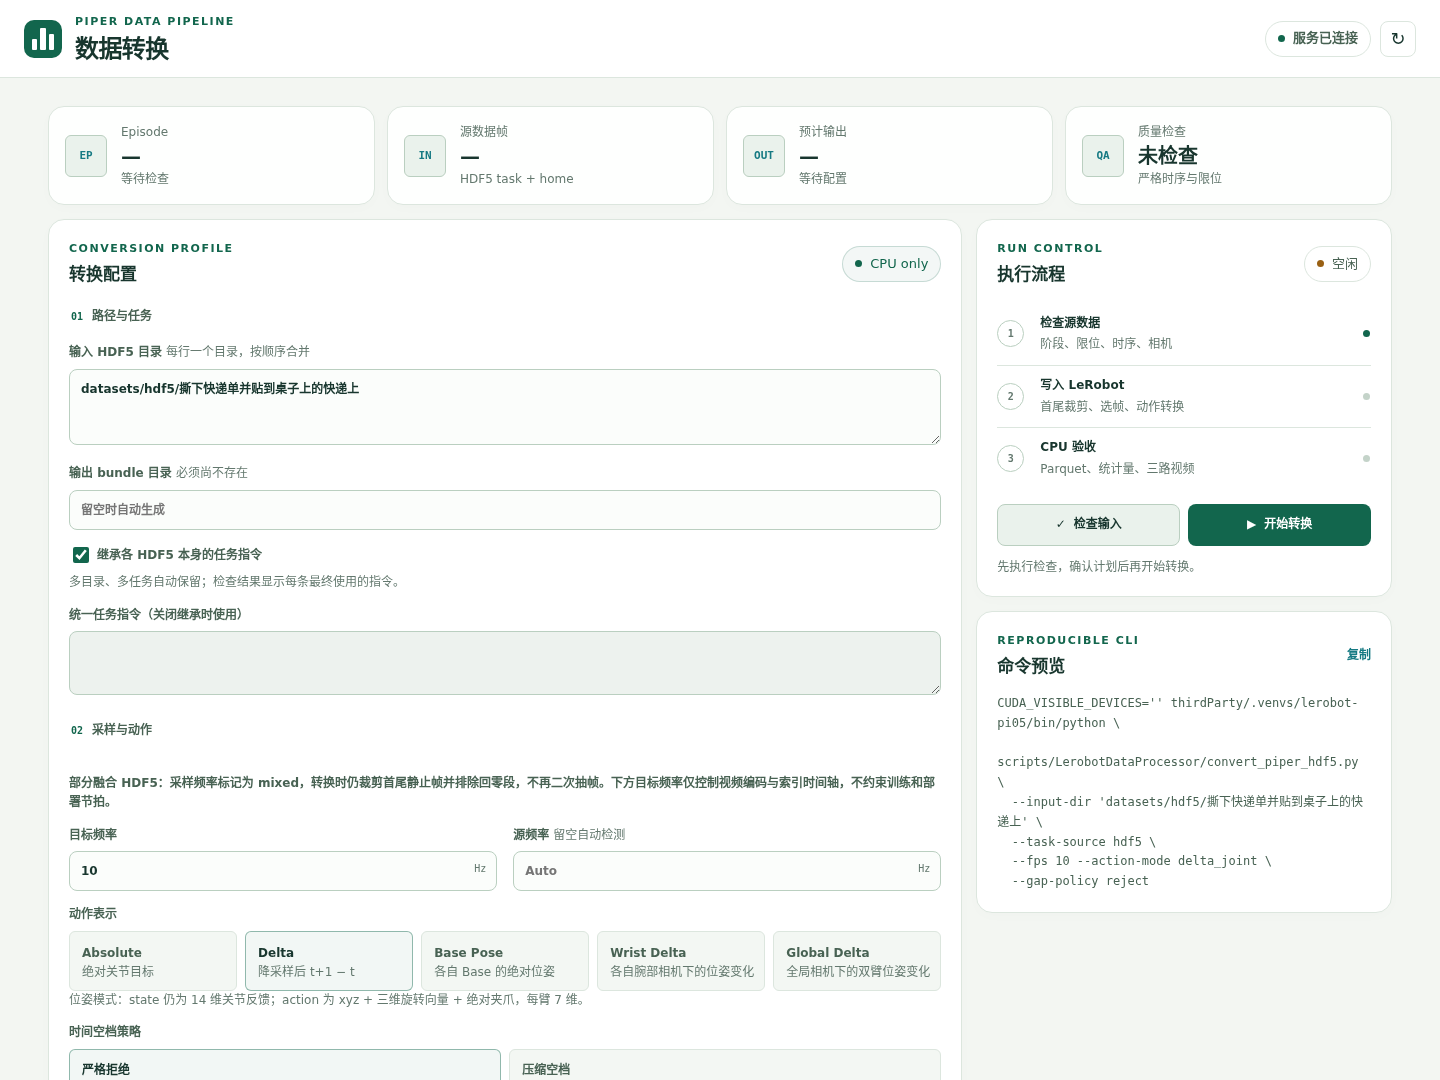 PIPER DATA PIPELINE
数据转换
服务已连接
↻
EP
Episode
—
等待检查
IN
源数据帧
—
HDF5 task + home
OUT
预计输出
—
等待配置
QA
质量检查
未检查
严格时序与限位
CONVERSION PROFILE
转换配置
CPU only
01 路径与任务
输入 HDF5 目录 每行一个目录，按顺序合并
datasets/hdf5/撕下快递单并贴到桌子上的快递上
输出 bundle 目录 必须尚不存在
留空时自动生成
继承各 HDF5 本身的任务指令
多目录、多任务自动保留；检查结果显示每条最终使用的指令。
统一任务指令（关闭继承时使用）
02 采样与动作
部分融合 HDF5：采样频率标记为 mixed，转换时仍裁剪首尾静止帧并排除回零段，不再二次抽帧。下方目标频率仅控制视频编码与索引时间轴，不约束训练和部
署节拍。
目标频率
10 Hz
源频率 留空自动检测
Auto Hz
动作表示
Absolute
绝对关节目标
Delta
降采样后 t+1 − t
Base Pose
各自 Base 的绝对位姿
Wrist Delta
各自腕部相机下的位姿变化
Global Delta
全局相机下的双臂位姿变化
位姿模式：state 仍为 14 维关节反馈；action 为 xyz + 三维旋转向量 + 绝对夹爪，每臂 7 维。
时间空档策略
严格拒绝
压缩空档
RUN CONTROL
执行流程
空闲
1
检查源数据
阶段、限位、时序、相机
2
写入 LeRobot
首尾裁剪、选帧、动作转换
3
CPU 验收
Parquet、统计量、三路视频
✓ 检查输入
▶ 开始转换
先执行检查，确认计划后再开始转换。
REPRODUCIBLE CLI
命令预览
复制
CUDA_VISIBLE_DEVICES='' thirdParty/.venvs/lerobot-
pi05/bin/python \
scripts/LerobotDataProcessor/convert_piper_hdf5.py
\
--input-dir 'datasets/hdf5/撕下快递单并贴到桌子上的快
递上' \
--task-source hdf5 \
--fps 10 --action-mode delta_joint \
--gap-policy reject